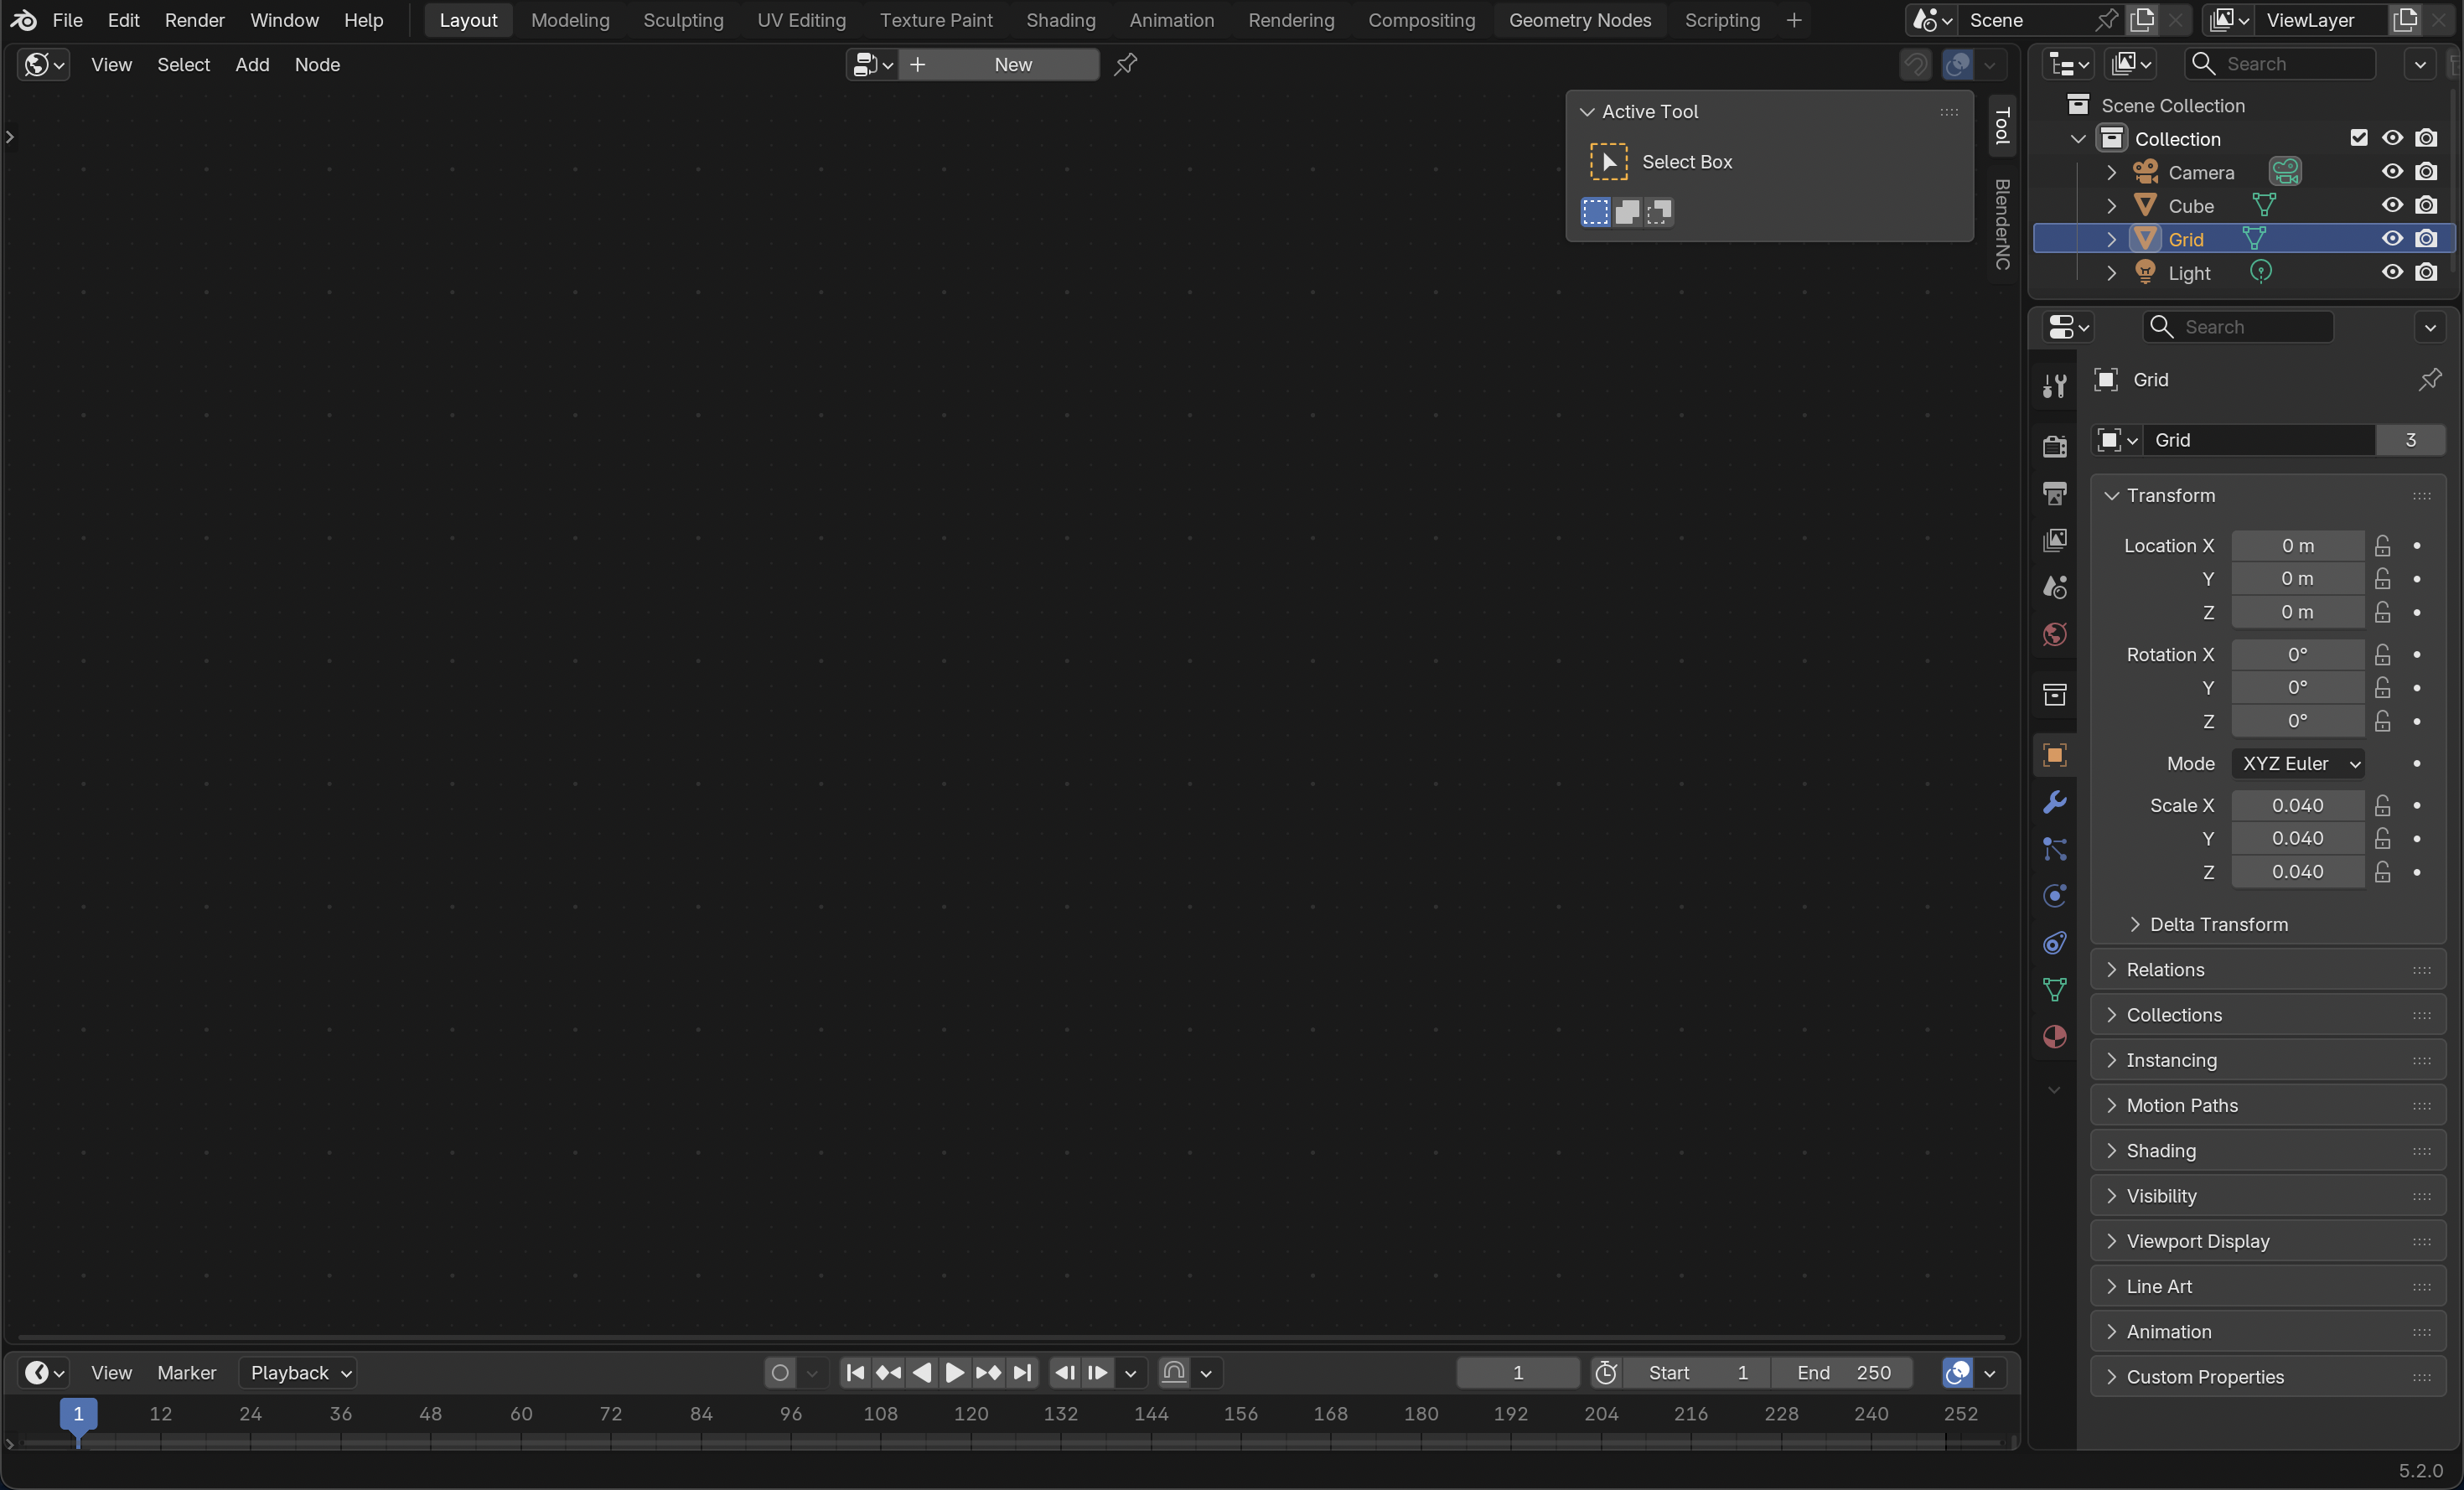 File Edit Render Window Help Layout Modeling Sculpting UV Editing Texture Paint Shading Animation Rendering Compositing Geometry Nodes Scripting + Scene ViewLayer
View Select Add Node + New
Search
Active Tool
Select Box
Tool
BlenderNC
Scene Collection
Collection
Camera
Cube
Grid
Light
Search
Grid
Grid 3
Transform
Location X 0 m
Y 0 m
Z 0 m
Rotation X 0°
Y 0°
Z 0°
Mode XYZ Euler
Scale X 0.040
Y 0.040
Z 0.040
Delta Transform
Relations
Collections
Instancing
Motion Paths
Shading
Visibility
Viewport Display
Line Art
Animation
Custom Properties
View Marker Playback 1 Start 1 End 250
1 12 24 36 48 60 72 84 96 108 120 132 144 156 168 180 192 204 216 228 240 252
5.2.0